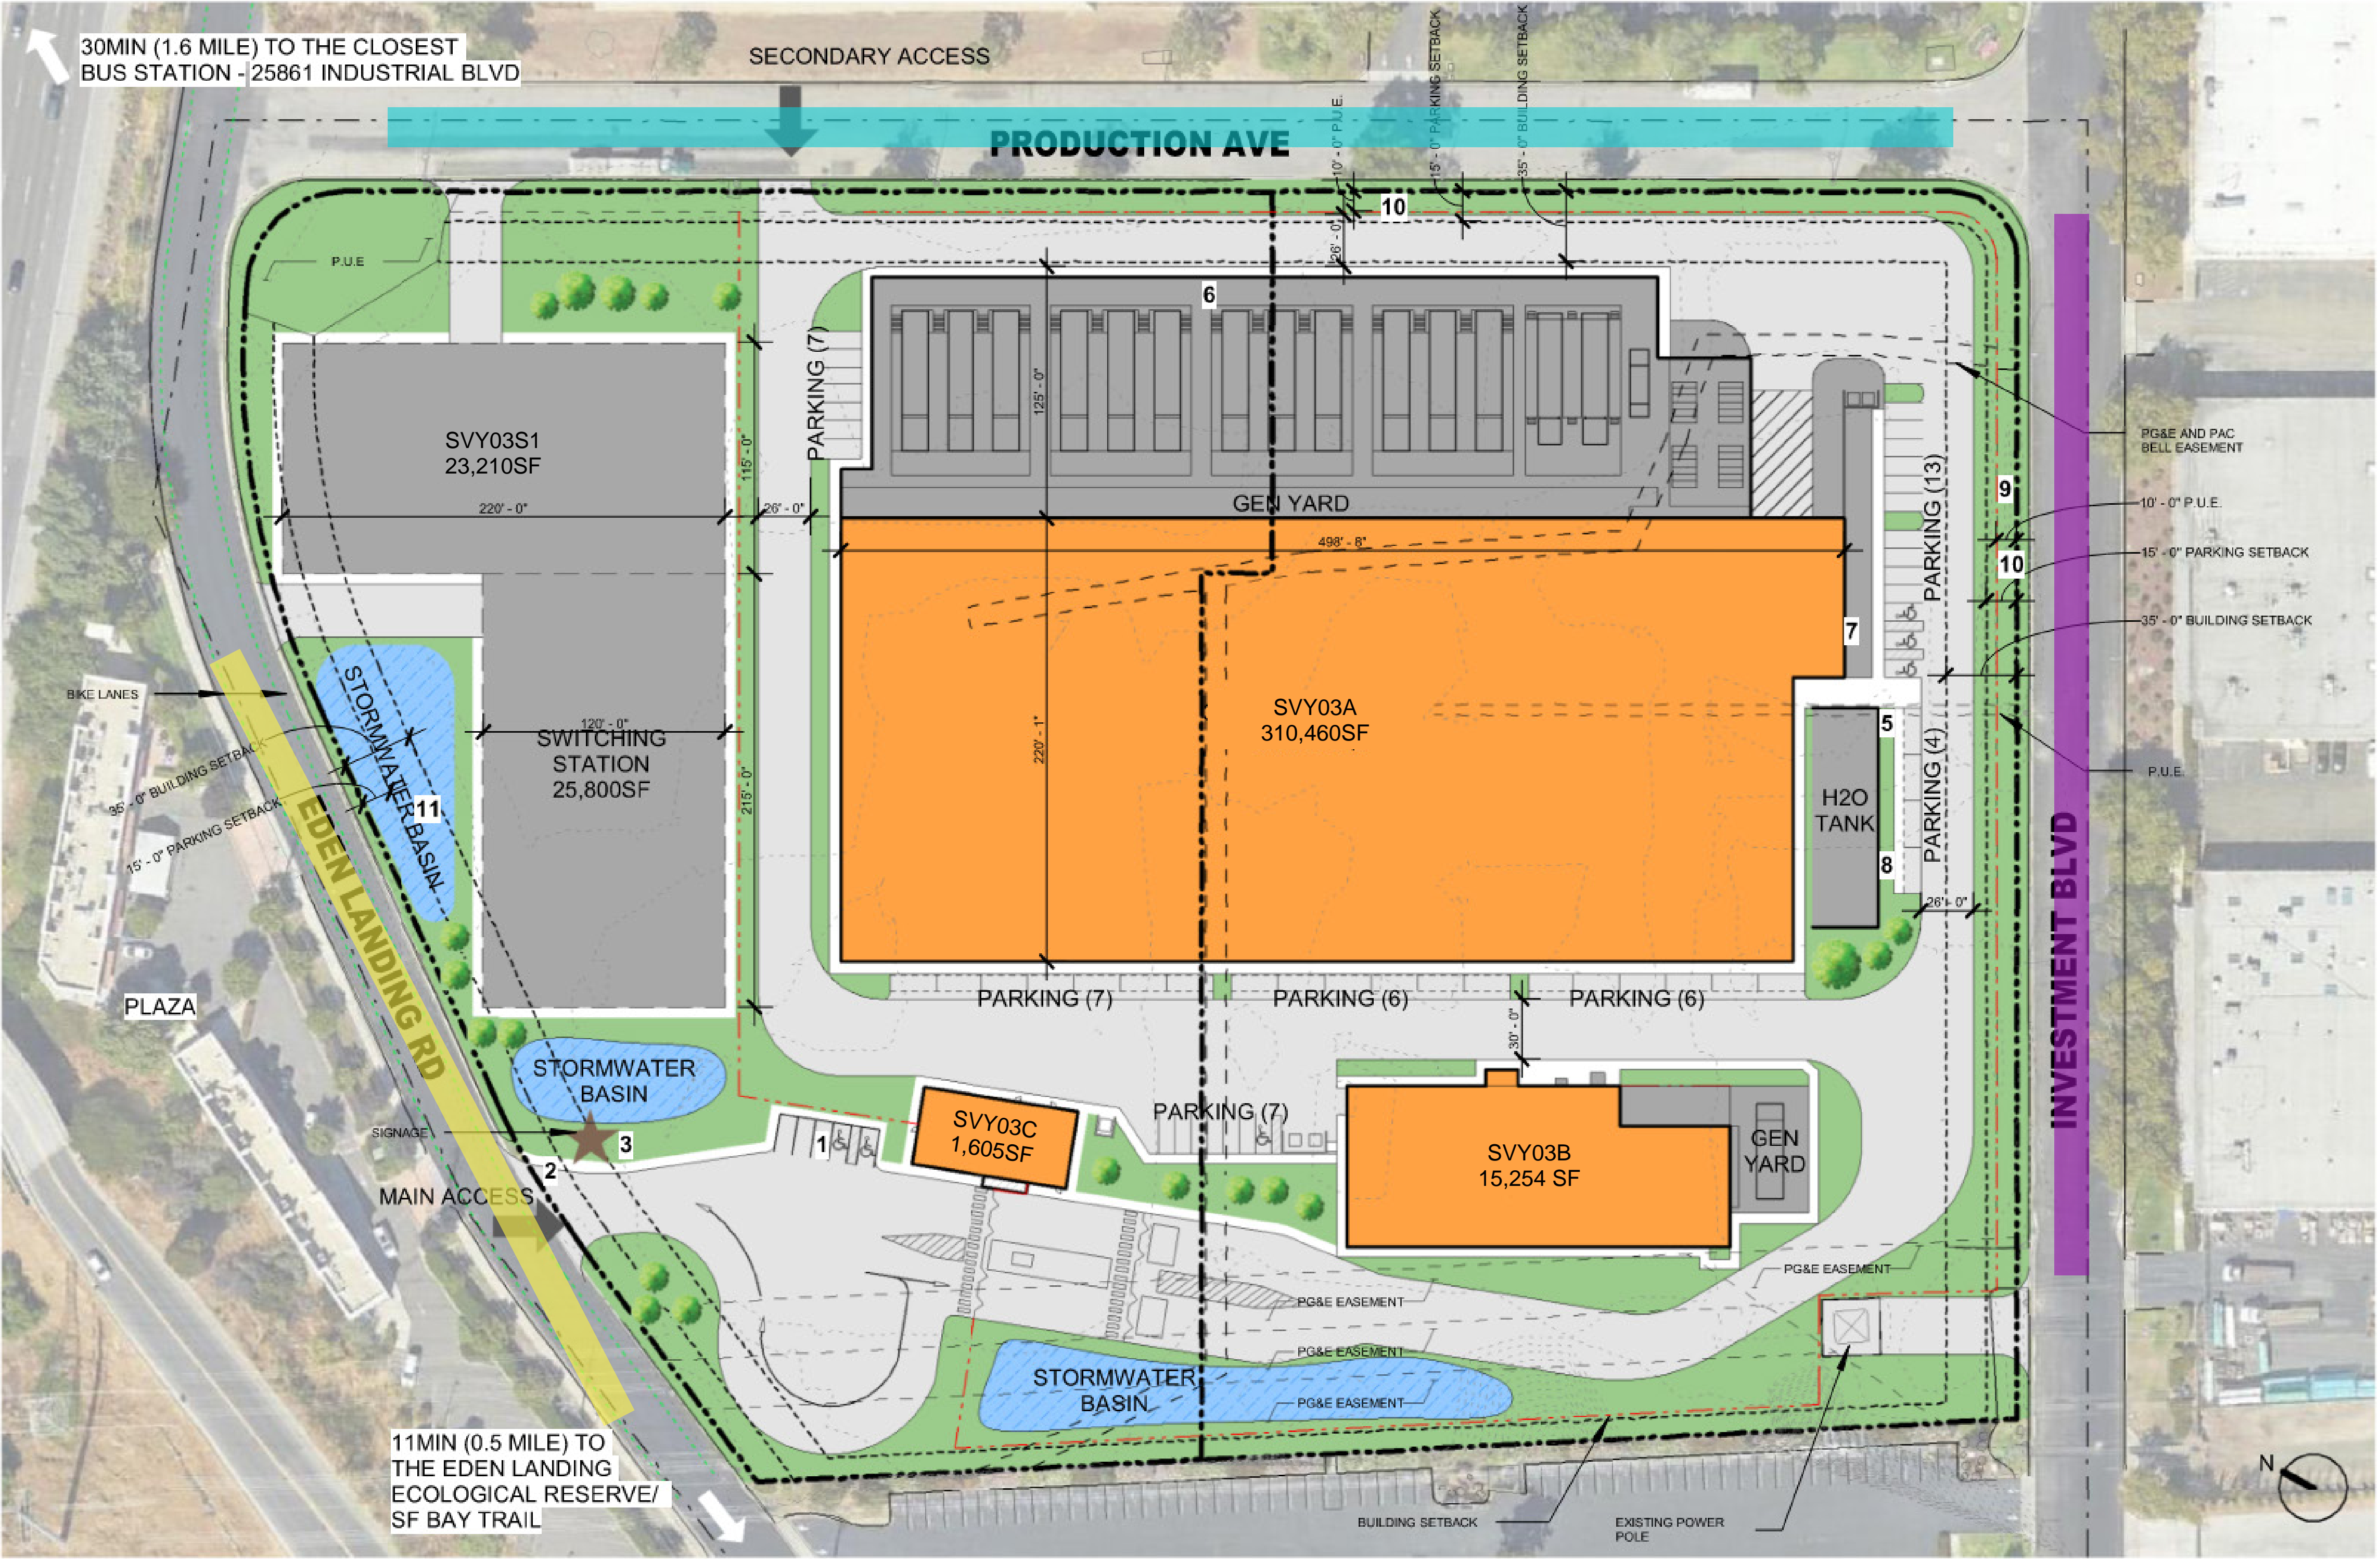 30MIN (1.6 MILE) TO THE CLOSEST
BUS STATION - 25861 INDUSTRIAL BLVD
SECONDARY ACCESS
PRODUCTION AVE
10' - 0" P.U.E.
15' - 0" PARKING SETBACK
35' - 0" BUILDING SETBACK
10
26' - 0"
P.U.E
6
PARKING (7)
125' - 0"
SVY03S1
23,210SF
220' - 0"
115' - 0"
26' - 0"
GEN YARD
498' - 8"
PARKING (13)
PG&E AND PAC
BELL EASEMENT
9
10' - 0" P.U.E.
15' - 0" PARKING SETBACK
10
35' - 0" BUILDING SETBACK
7
BIKE LANES
STORMWATER BASIN
35' - 0" BUILDING SETBACK
15' - 0" PARKING SETBACK
11
EDEN LANDING RD
120' - 0"
SWITCHING
STATION
25,800SF
215' - 0"
220' - 1"
SVY03A
310,460SF
5
H2O
TANK
8
PARKING (4)
P.U.E.
26' - 0"
INVESTMENT BLVD
PLAZA
PARKING (7)
PARKING (6)
PARKING (6)
30' - 0"
STORMWATER
BASIN
SIGNAGE
3
2
MAIN ACCESS
1
SVY03C
1,605SF
PARKING (7)
SVY03B
15,254 SF
GEN
YARD
PG&E EASEMENT
PG&E EASEMENT
PG&E EASEMENT
PG&E EASEMENT
STORMWATER
BASIN
11MIN (0.5 MILE) TO
THE EDEN LANDING
ECOLOGICAL RESERVE/
SF BAY TRAIL
BUILDING SETBACK
EXISTING POWER
POLE
N